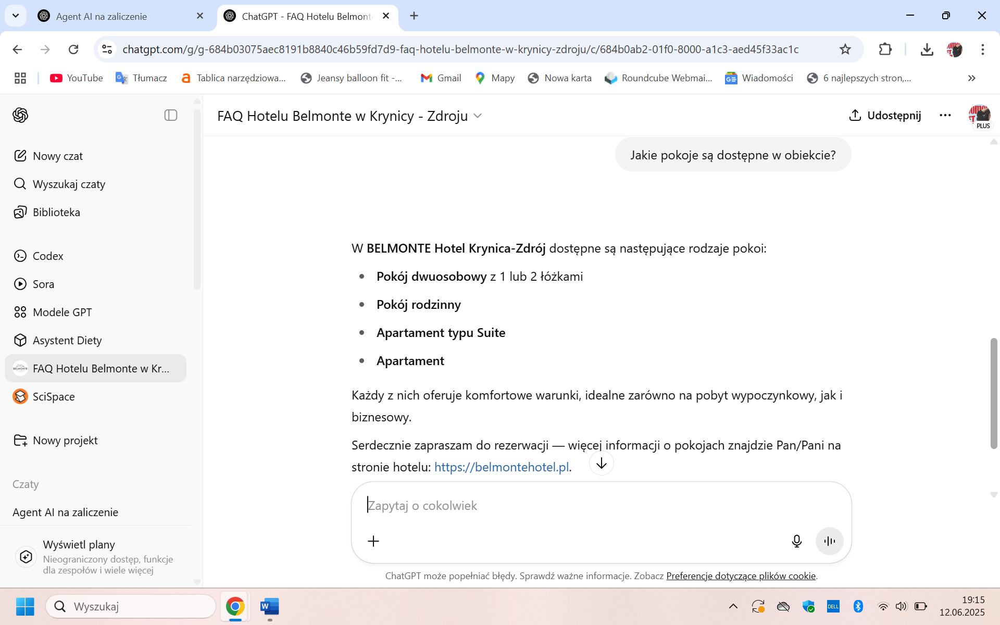 Agent AI na zaliczenie
ChatGPT - FAQ Hotelu Belmont
chatgpt.com/g/g-684b03075aec8191b8840c46b59fd7d9-faq-hotelu-belmonte-w-krynicy-zdroju/c/684b0ab2-01f0-8000-a1c3-aed45f33ac1c
YouTube
Tłumacz
Tablica narzędziowa...
Jeansy balloon fit -...
Gmail
Mapy
Nowa karta
Roundcube Webmai...
Wiadomości
6 najlepszych stron,...
FAQ Hotelu Belmonte w Krynicy - Zdroju
Udostępnij
PLUS
Nowy czat
Wyszukaj czaty
Biblioteka
Codex
Sora
Modele GPT
Asystent Diety
BELMONTE
FAQ Hotelu Belmonte w Kr...
SciSpace
Nowy projekt
Czaty
Agent AI na zaliczenie
Wyświetl plany
Nieograniczony dostęp, funkcje
dla zespołów i wiele więcej
Jakie pokoje są dostępne w obiekcie?
W BELMONTE Hotel Krynica-Zdrój dostępne są następujące rodzaje pokoi:
• Pokój dwuosobowy z 1 lub 2 łóżkami
• Pokój rodzinny
• Apartament typu Suite
• Apartament
Każdy z nich oferuje komfortowe warunki, idealne zarówno na pobyt wypoczynkowy, jak i
biznesowy.
Serdecznie zapraszam do rezerwacji — więcej informacji o pokojach znajdzie Pan/Pani na
stronie hotelu: https://belmontehotel.pl.
Zapytaj o cokolwiek
ChatGPT może popełniać błędy. Sprawdź ważne informacje. Zobacz Preferencje dotyczące plików cookie.
Wyszukaj
W
DELL
19:15
12.06.2025